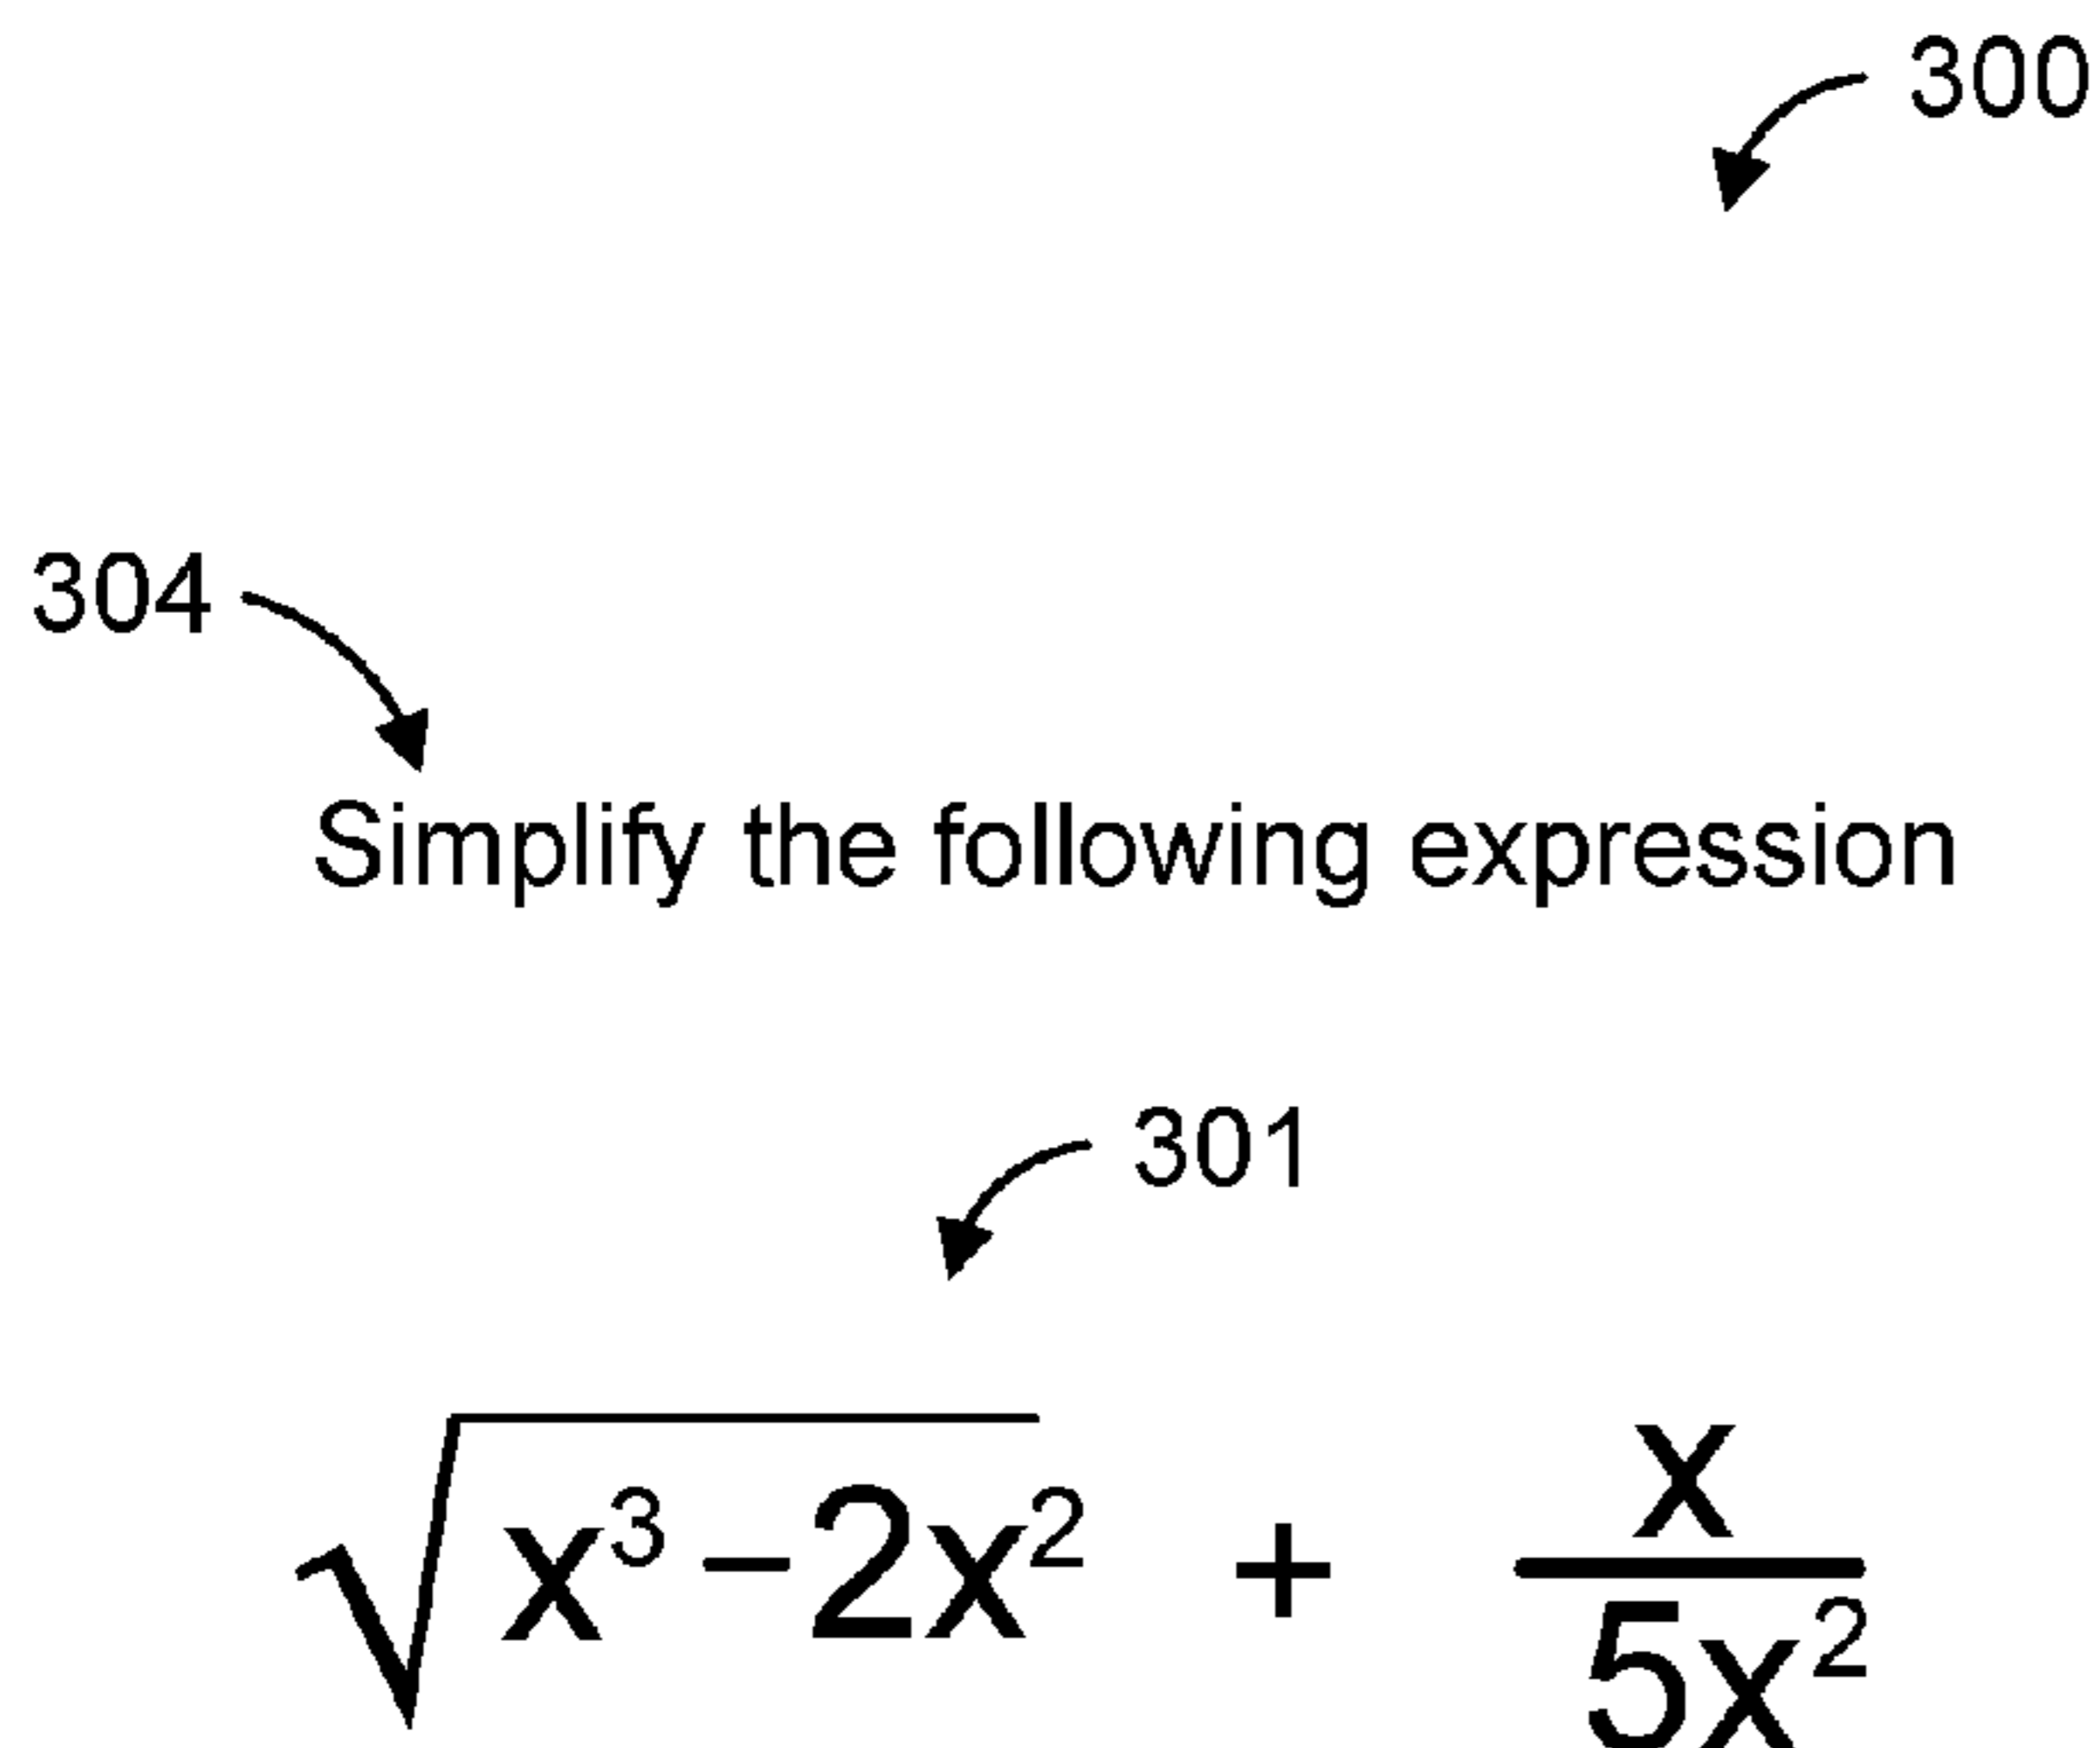 300
304
Simplify the following expression
301
√(x³ – 2x²) + x/5x²